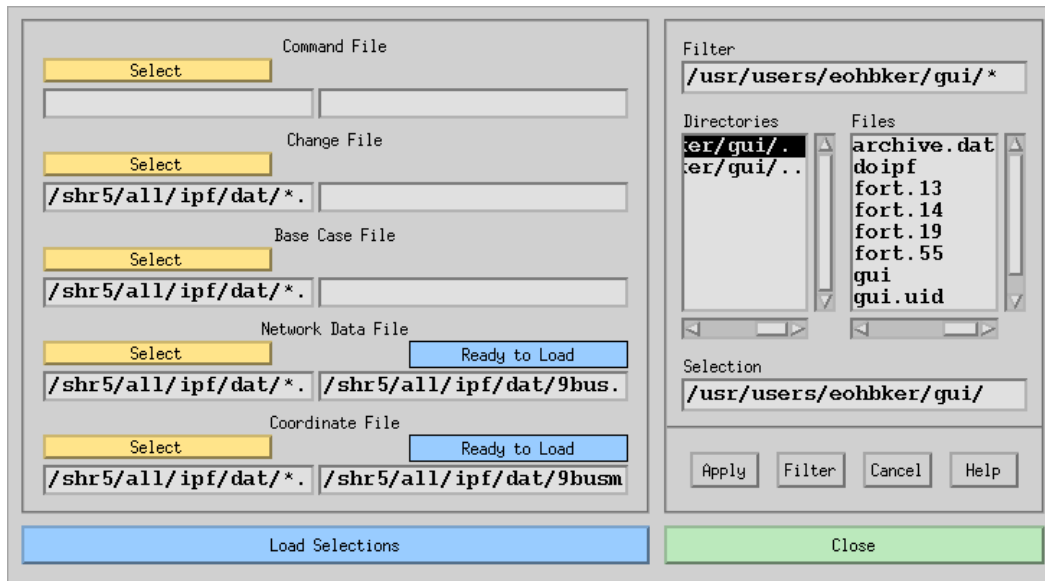 Command File
Select
Change File
Select
/shr5/all/ipf/dat/*.
Base Case File
Select
/shr5/all/ipf/dat/*.
Network Data File
Select Ready to Load
/shr5/all/ipf/dat/*. /shr5/all/ipf/dat/9bus.
Coordinate File
Select Ready to Load
/shr5/all/ipf/dat/*. /shr5/all/ipf/dat/9busm
Load Selections
Filter
/usr/users/eohbker/gui/*
Directories Files
ker/gui/. archive.dat
ker/gui/.. doipf
fort.13
fort.14
fort.19
fort.55
gui
gui.uid
Selection
/usr/users/eohbker/gui/
Apply Filter Cancel Help
Close